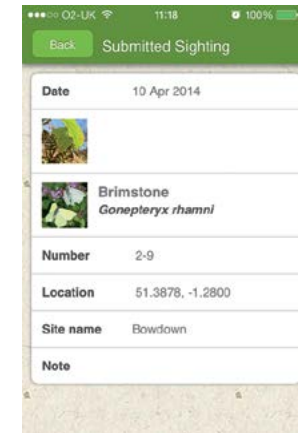 O2-UK 11:18 100%
Back Submitted Sighting
Date 10 Apr 2014
Brimstone
Gonepteryx rhamni
Number 2-9
Location 51.3878, -1.2800
Site name Bowdown
Note